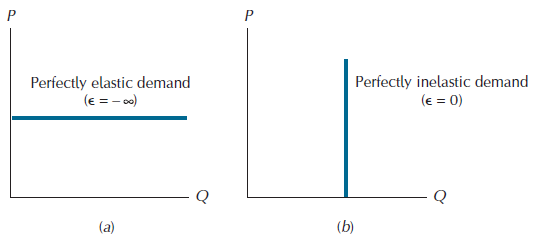 P
Perfectly elastic demand
(ϵ = – ∞)
Q
(a)
P
Perfectly inelastic demand
(ϵ = 0)
Q
(b)